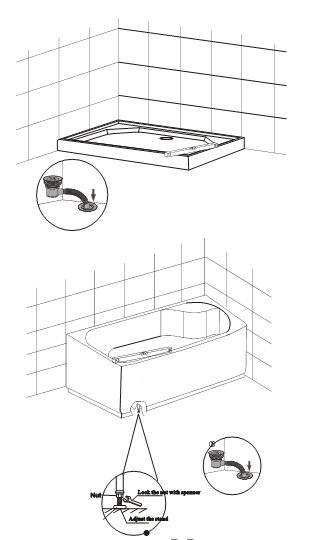 Nut
Lock the nut with spanner
Adjust the stand